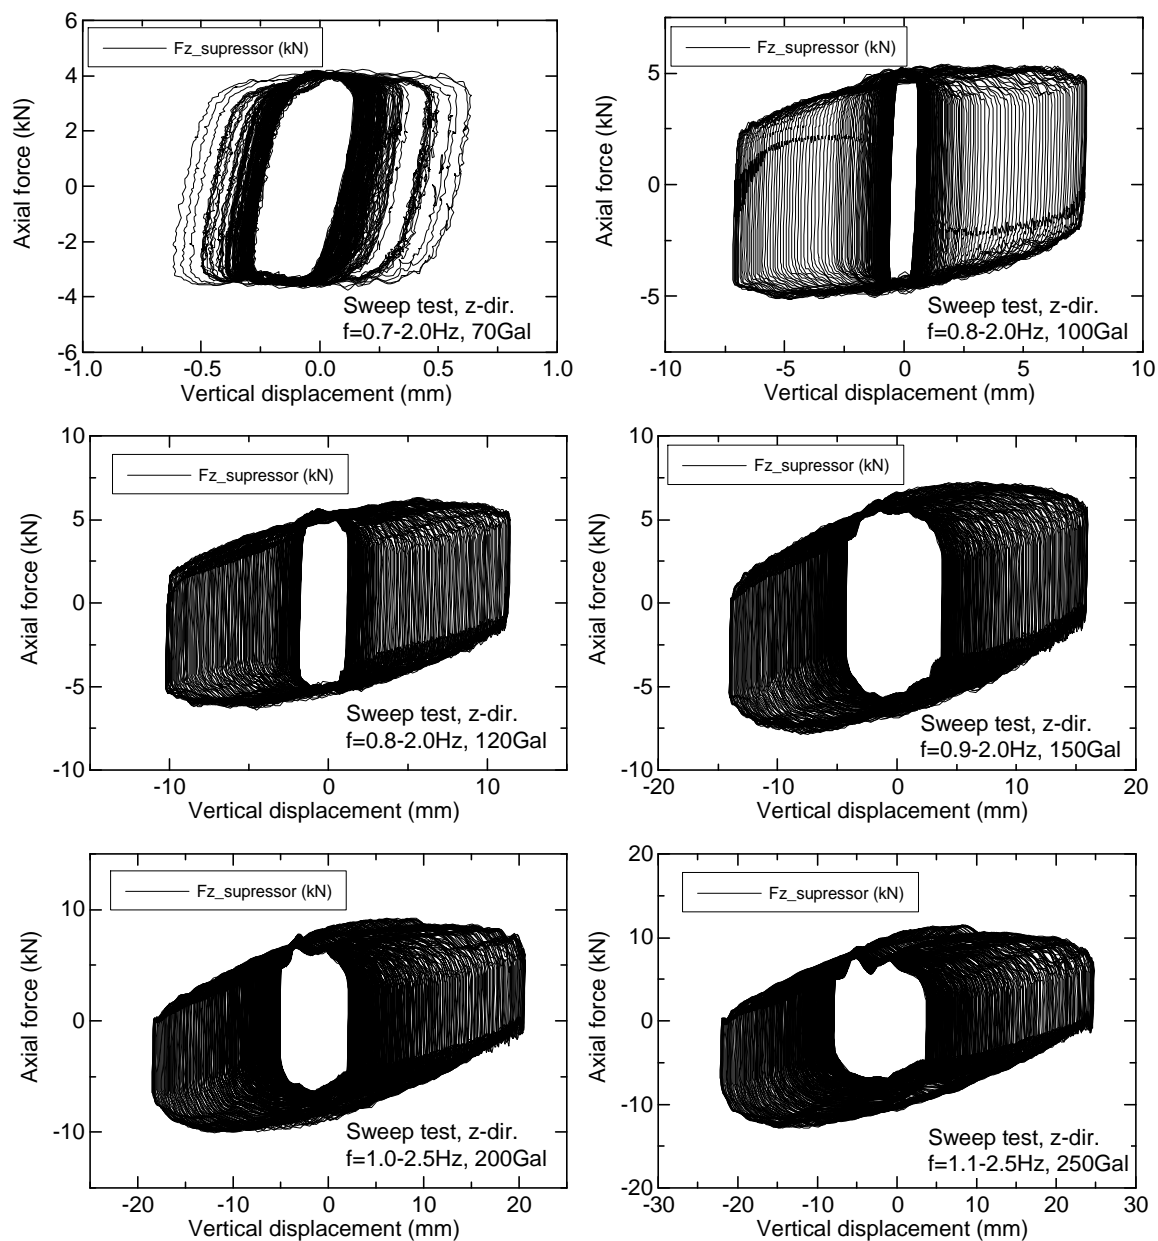 6
4
2
0
-2
-4
-6
Axial force (kN)
Fz_supressor (kN)
Sweep test, z-dir.
f=0.7-2.0Hz, 70Gal
-1.0 -0.5 0.0 0.5 1.0
Vertical displacement (mm)
5
0
-5
Axial force (kN)
Fz_supressor (kN)
Sweep test, z-dir.
f=0.8-2.0Hz, 100Gal
-10 -5 0 5 10
Vertical displacement (mm)
10
5
0
-5
-10
Axial force (kN)
Fz_supressor (kN)
Sweep test, z-dir.
f=0.8-2.0Hz, 120Gal
-10 0 10
Vertical displacement (mm)
10
5
0
-5
-10
Axial force (kN)
Fz_supressor (kN)
Sweep test, z-dir.
f=0.9-2.0Hz, 150Gal
-20 -10 0 10 20
Vertical displacement (mm)
10
0
-10
Axial force (kN)
Fz_supressor (kN)
Sweep test, z-dir.
f=1.0-2.5Hz, 200Gal
-20 -10 0 10 20
Vertical displacement (mm)
20
10
0
-10
-20
Axial force (kN)
Fz_supressor (kN)
Sweep test, z-dir.
f=1.1-2.5Hz, 250Gal
-30 -20 -10 0 10 20 30
Vertical displacement (mm)